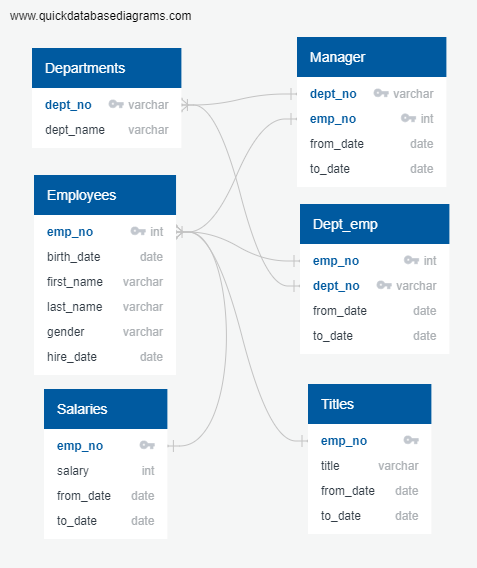 www.quickdatabasediagrams.com
Departments
dept_no varchar
dept_name varchar
Employees
emp_no int
birth_date date
first_name varchar
last_name varchar
gender varchar
hire_date date
Salaries
emp_no
salary int
from_date date
to_date date
Manager
dept_no varchar
emp_no int
from_date date
to_date date
Dept_emp
emp_no int
dept_no varchar
from_date date
to_date date
Titles
emp_no
title varchar
from_date date
to_date date